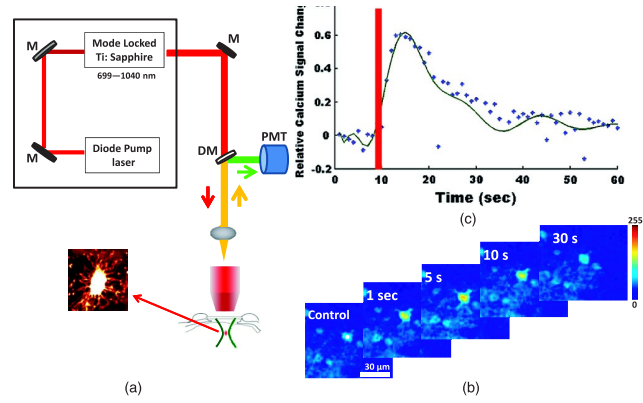 M
Mode Locked
Ti: Sapphire
699—1040 nm
M
M
Diode Pump
laser
DM
PMT
(a)
Relative Calcium Signal Chang
0.6
0.4
0.2
0
-0.2
0
10
20
30
40
50
60
Time (sec)
(c)
Control
1 sec
5 s
10 s
30 s
255
0
30 µm
(b)